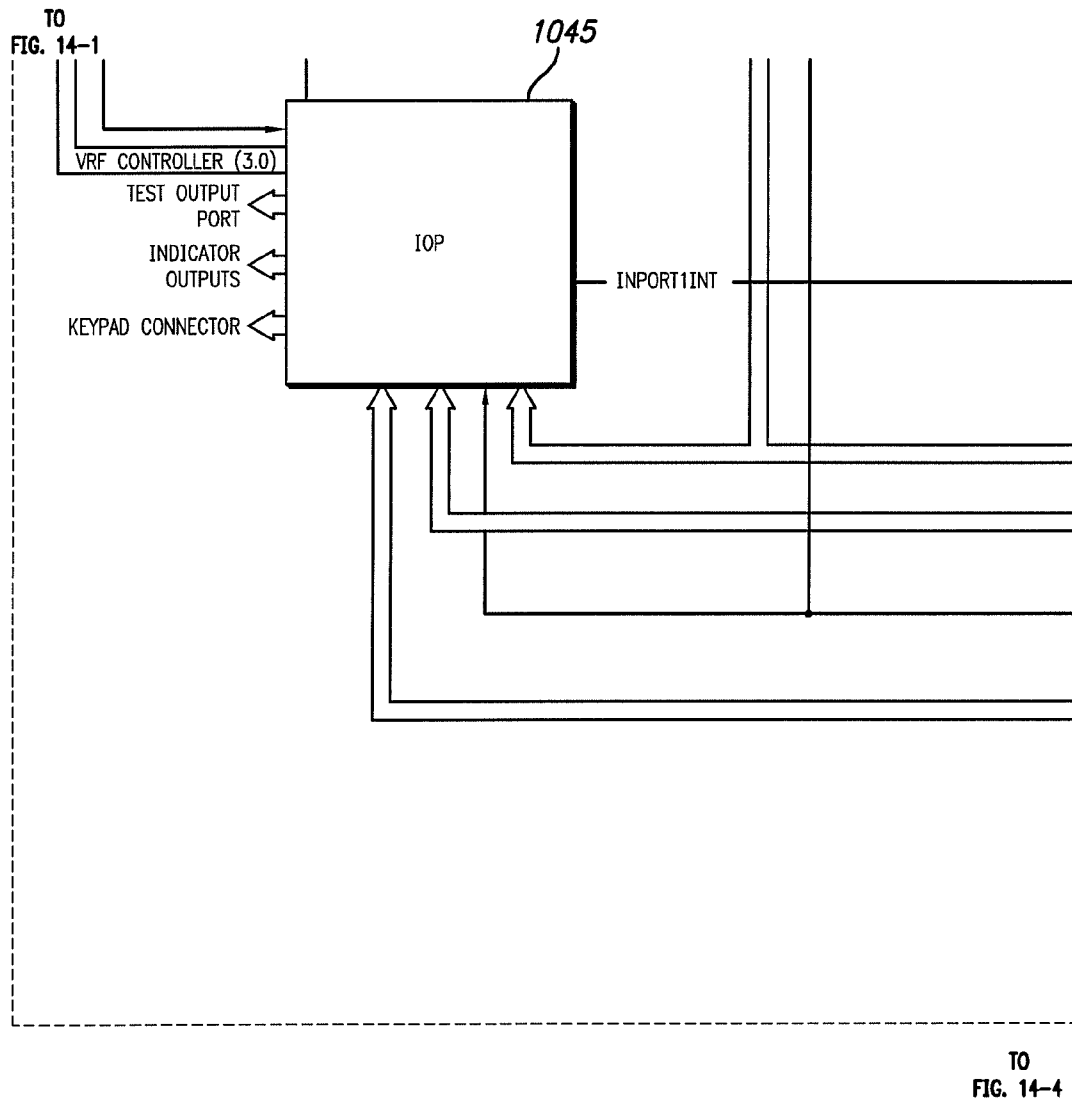 TO
FIG. 14-1
1045
VRF CONTROLLER (3.0)
TEST OUTPUT
PORT
INDICATOR
OUTPUTS
KEYPAD CONNECTOR
IOP
INPORT1INT
TO
FIG. 14-4